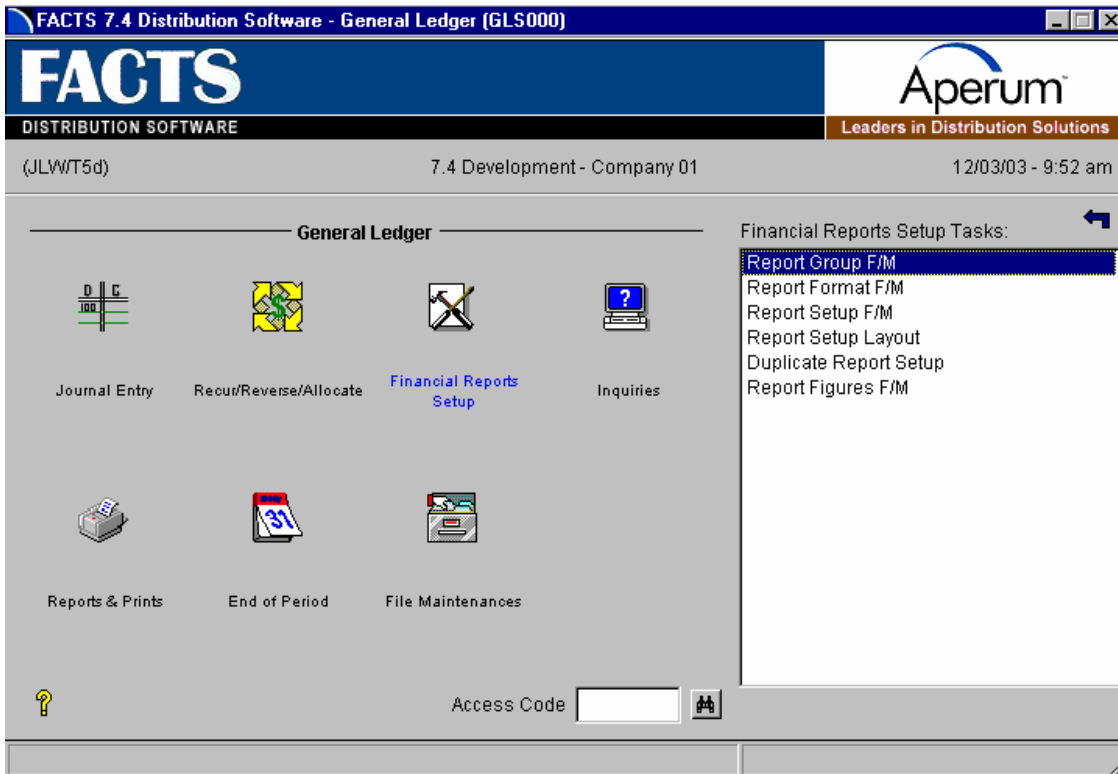 FACTS 7.4 Distribution Software - General Ledger (GLS000)
FACTS
DISTRIBUTION SOFTWARE
Aperum™
Leaders in Distribution Solutions
(JLW/T5d)
7.4 Development - Company 01
12/03/03 - 9:52 am
General Ledger
Journal Entry
Recur/Reverse/Allocate
Financial Reports
Setup
Inquiries
Reports & Prints
End of Period
File Maintenances
Access Code
Financial Reports Setup Tasks:
Report Group F/M
Report Format F/M
Report Setup F/M
Report Setup Layout
Duplicate Report Setup
Report Figures F/M